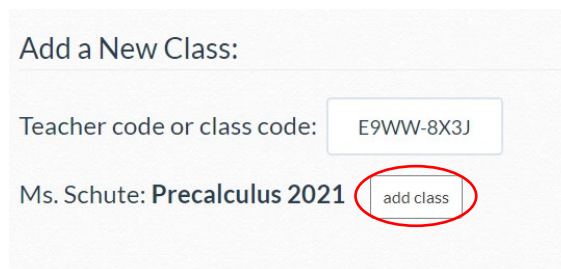 Add a New Class:
Teacher code or class code: E9WW-8X3J
Ms. Schute: Precalculus 2021 add class